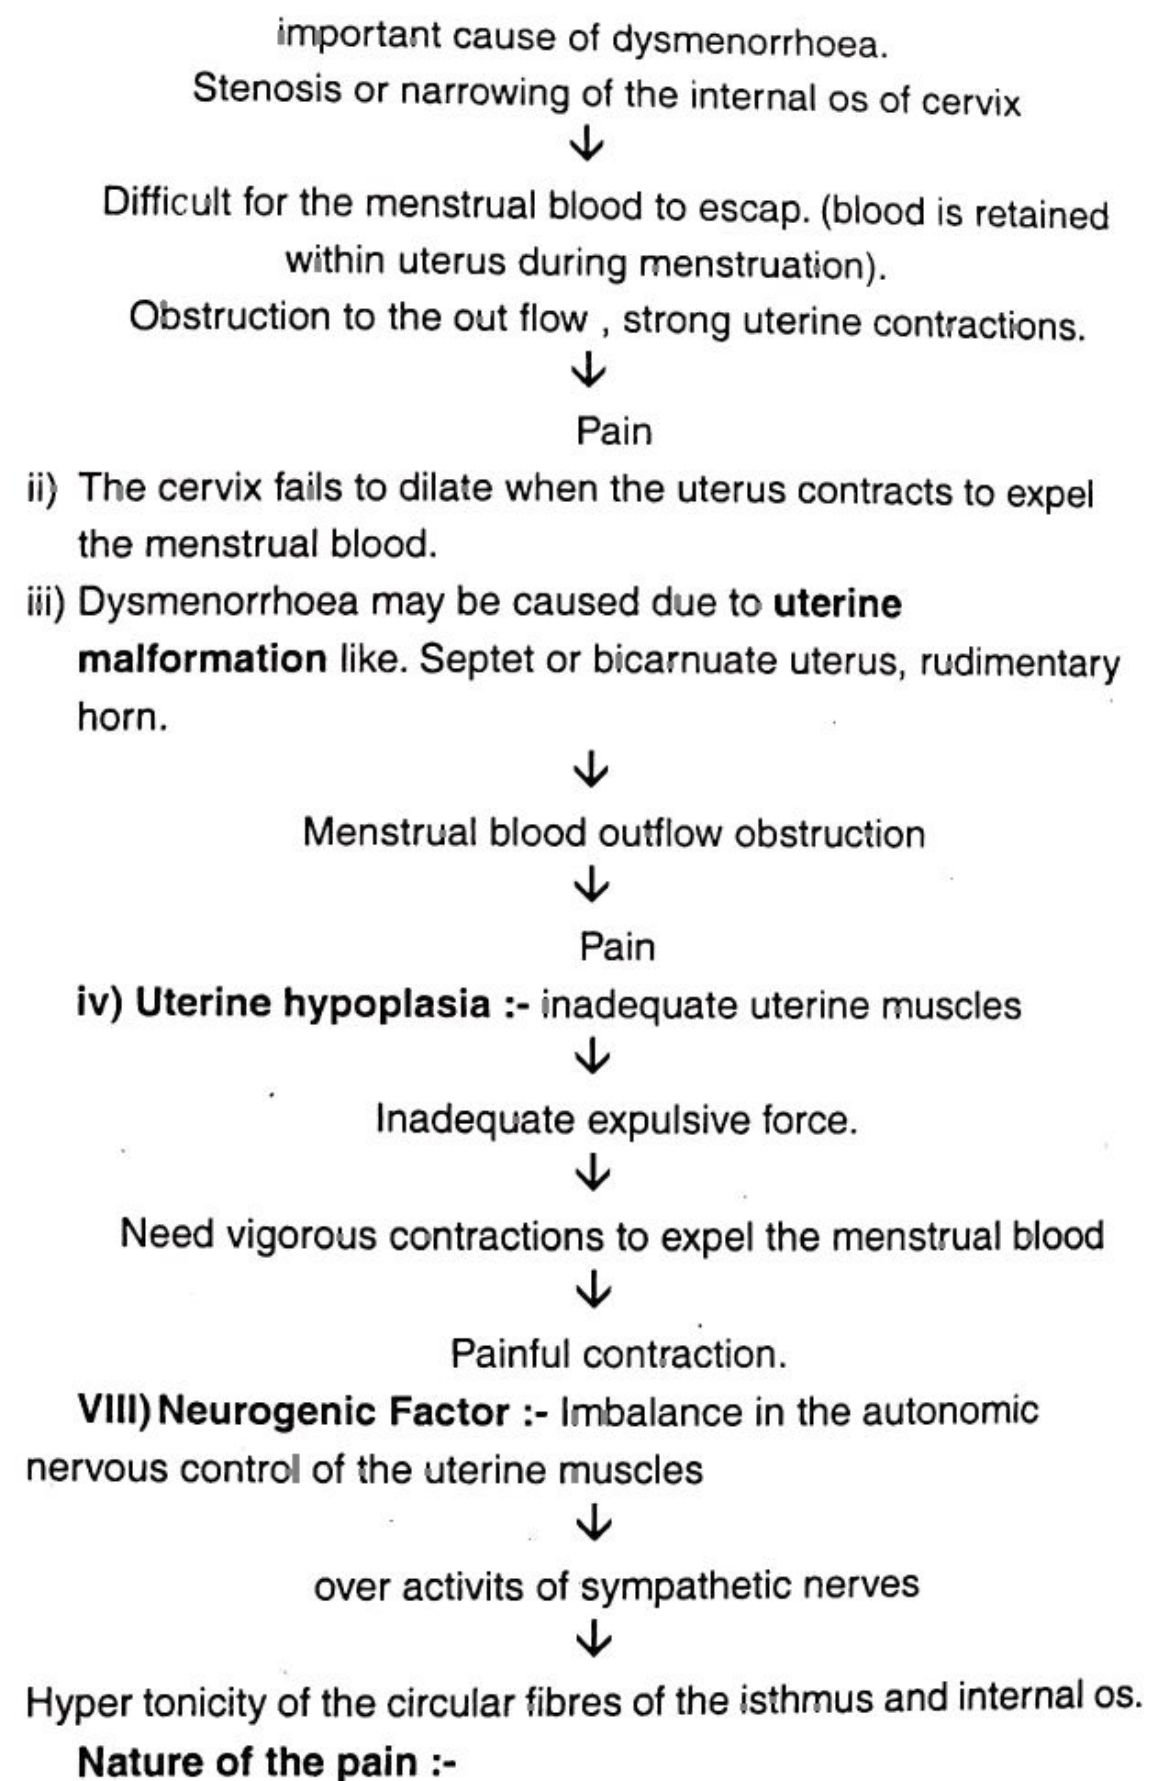 important cause of dysmenorrhoea.
Stenosis or narrowing of the internal os of cervix
↓
Difficult for the menstrual blood to escap. (blood is retained
within uterus during menstruation).
Obstruction to the out flow , strong uterine contractions.
↓
Pain
ii) The cervix fails to dilate when the uterus contracts to expel
the menstrual blood.
iii) Dysmenorrhoea may be caused due to uterine
malformation like. Septet or bicarnuate uterus, rudimentary
horn.
↓
Menstrual blood outflow obstruction
↓
Pain
iv) Uterine hypoplasia :- inadequate uterine muscles
↓
Inadequate expulsive force.
↓
Need vigorous contractions to expel the menstrual blood
↓
Painful contraction.
VIII) Neurogenic Factor :- Imbalance in the autonomic
nervous control of the uterine muscles
↓
over activits of sympathetic nerves
↓
Hyper tonicity of the circular fibres of the isthmus and internal os.
Nature of the pain :-